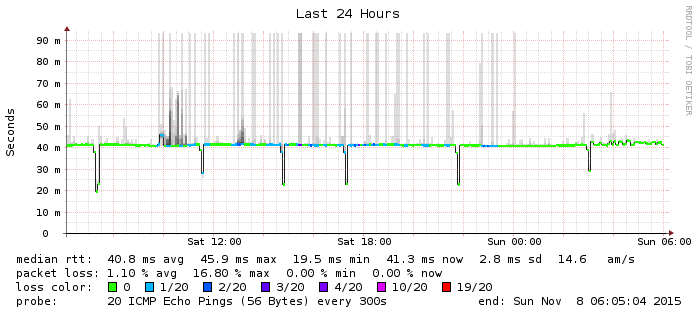 Last 24 Hours
RRDTOOL / TOBI OETIKER
Seconds
90 m
80 m
70 m
60 m
50 m
40 m
30 m
20 m
10 m
0
Sat 12:00 Sat 18:00 Sun 00:00 Sun 06:00
median rtt: 40.8 ms avg 45.9 ms max 19.5 ms min 41.3 ms now 2.8 ms sd 14.6 am/s
packet loss: 1.10 % avg 16.80 % max 0.00 % min 0.00 % now
loss color: 0 1/20 2/20 3/20 4/20 10/20 19/20
probe: 20 ICMP Echo Pings (56 Bytes) every 300s end: Sun Nov 8 06:05:04 2015